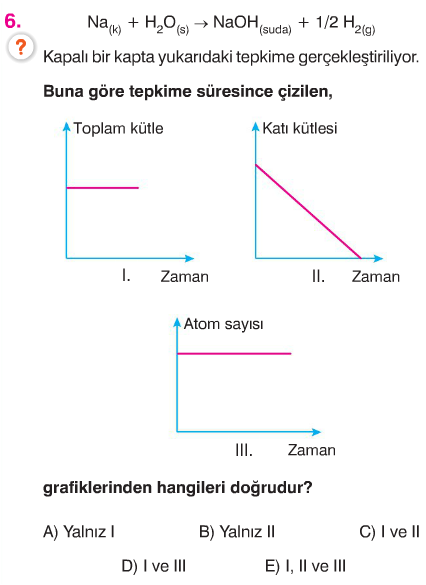 6. Na(k) + H₂O(s) → NaOH(suda) + 1/2 H₂(g)
? Kapalı bir kapta yukarıdaki tepkime gerçekleştiriliyor.
Buna göre tepkime süresince çizilen,
Toplam kütle
Zaman
I.
Katı kütlesi
Zaman
II.
Atom sayısı
Zaman
III.
grafiklerinden hangileri doğrudur?
A) Yalnız I B) Yalnız II C) I ve II
D) I ve III E) I, II ve III